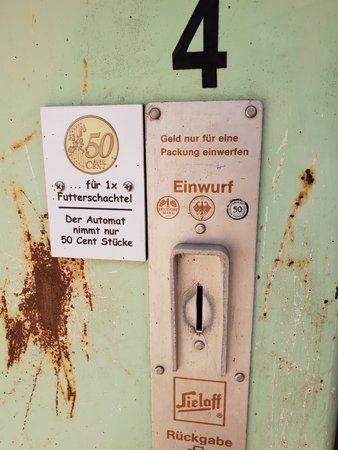 4
50
EURO
CENT
... für 1x
Futterschachtel
Der Automat
nimmt nur
50 Cent Stücke
Geld nur für eine
Packung einwerfen
Einwurf
50
Sielaff
Rückgabe